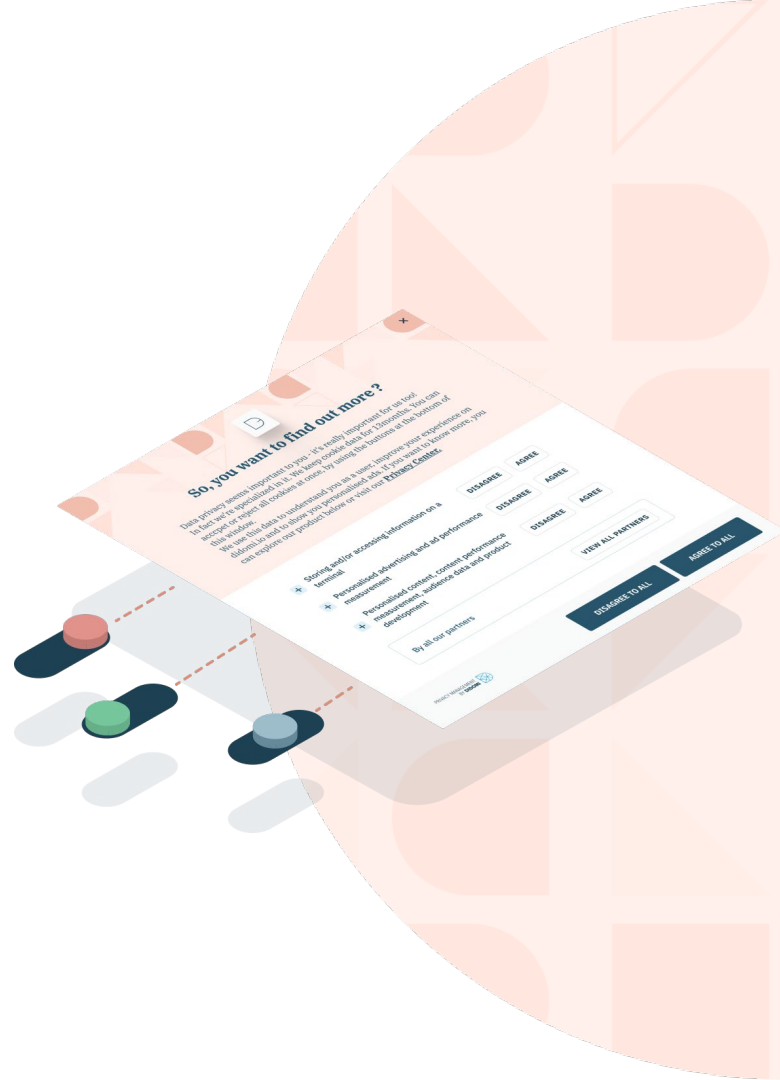 ×
So, you want to find out more ?
Data privacy seems important to you - it's really important for us too!
In fact we're specialized in it. We keep cookie data for 13months. You can
acccpet or reject all cookies at once, by using the buttons at the bottom of
this window.
We use this data to understand you as a user, improve your experience on
didomi.io and to show you personalised ads. If you want to know more, you
can explore our product below or visit our Privacy Center.
+ Storing and/or accessing information on a
terminal
DISAGREE AGREE
+ Personalised advertising and ad performance
measurement
DISAGREE AGREE
+ Personalised content, content performance
measurement, audience data and product
development
DISAGREE AGREE
By all our partners
VIEW ALL PARTNERS
PRIVACY MANAGEMENT
BY DIDOMI
DISAGREE TO ALL
AGREE TO ALL